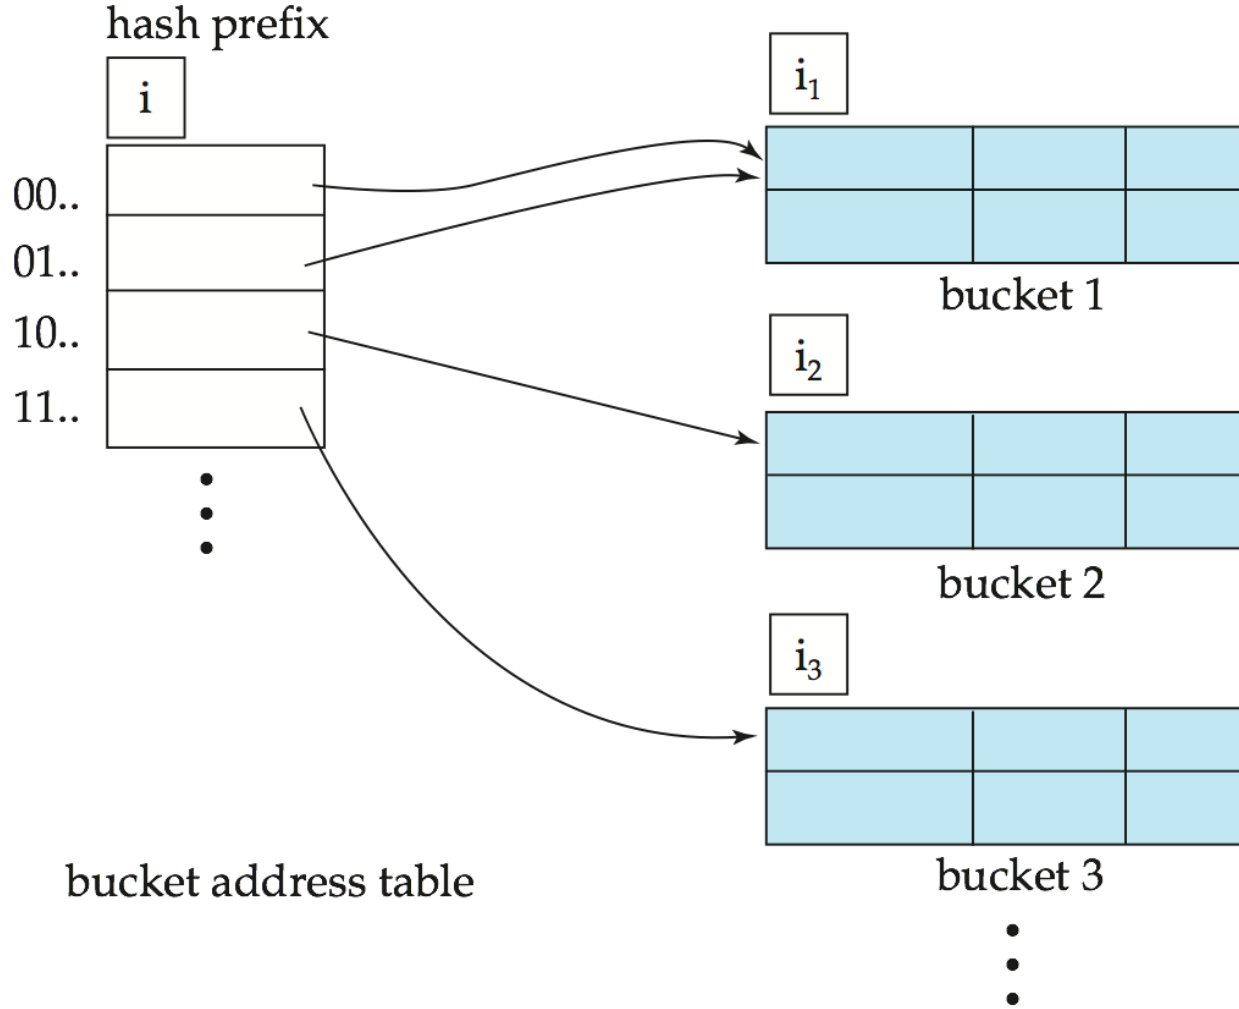 hash prefix
i
00..
01..
10..
11..
bucket address table
i₁
bucket 1
i₂
bucket 2
i₃
bucket 3